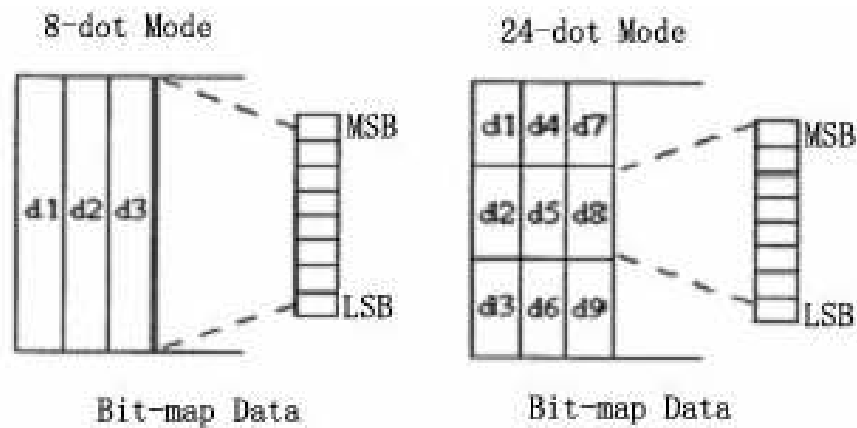 8-dot Mode
d1 d2 d3
MSB
LSB
Bit-map Data
24-dot Mode
d1 d4 d7
d2 d5 d8
d3 d6 d9
MSB
LSB
Bit-map Data